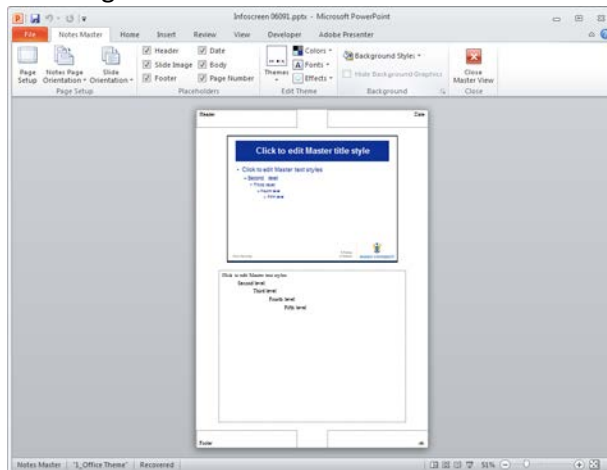 Infoscreen 06091.pptx - Microsoft PowerPoint
File Notes Master Home Insert Review View Developer Adobe Presenter
Page Setup
Notes Page Orientation
Slide Orientation
Page Setup
Header
Slide Image
Footer
Date
Body
Page Number
Placeholders
Themes
Colors
Fonts
Effects
Edit Theme
Background Styles
Hide Background Graphics
Background
Close Master View
Close
Header Date
Click to edit Master title style
• Click to edit Master text styles
– Second level
• Third level
– Fourth level
» Fifth level
Click to edit Master text styles
Second level
Third level
Fourth level
Fifth level
Footer
Notes Master "1_Office Theme" Recovered 51%